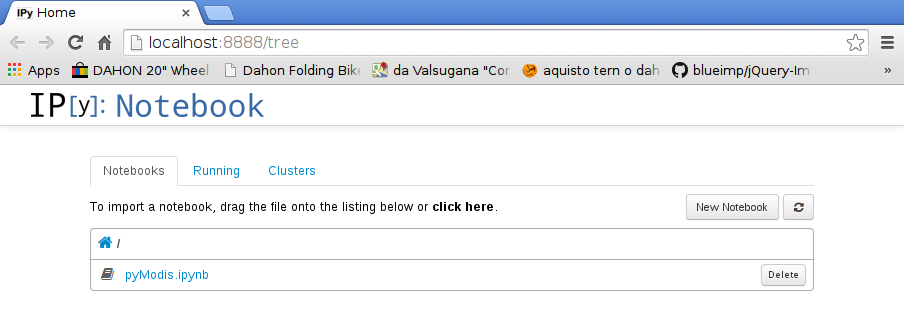 IPy Home
localhost:8888/tree
Apps DAHON 20" Wheel Dahon Folding Bike da Valsugana "Cor aquisto tern o dah blueimp/jQuery-Im »
IP[y]: Notebook
Notebooks Running Clusters
To import a notebook, drag the file onto the listing below or click here. New Notebook
/
pyModis.ipynb Delete